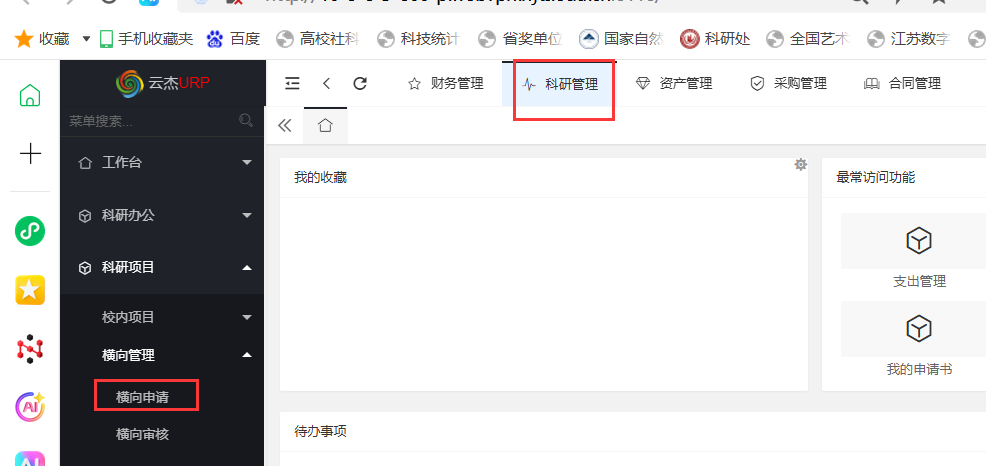 收藏 手机收藏夹 百度 高校社科 科技统计 省奖单位 国家自然 科研处 全国艺术 江苏数字
云杰URP
财务管理 科研管理 资产管理 采购管理 合同管理
菜单搜索...
工作台
科研办公
科研项目
校内项目
横向管理
横向申请
横向审核
我的收藏
最常访问功能
支出管理
我的申请书
待办事项
AI